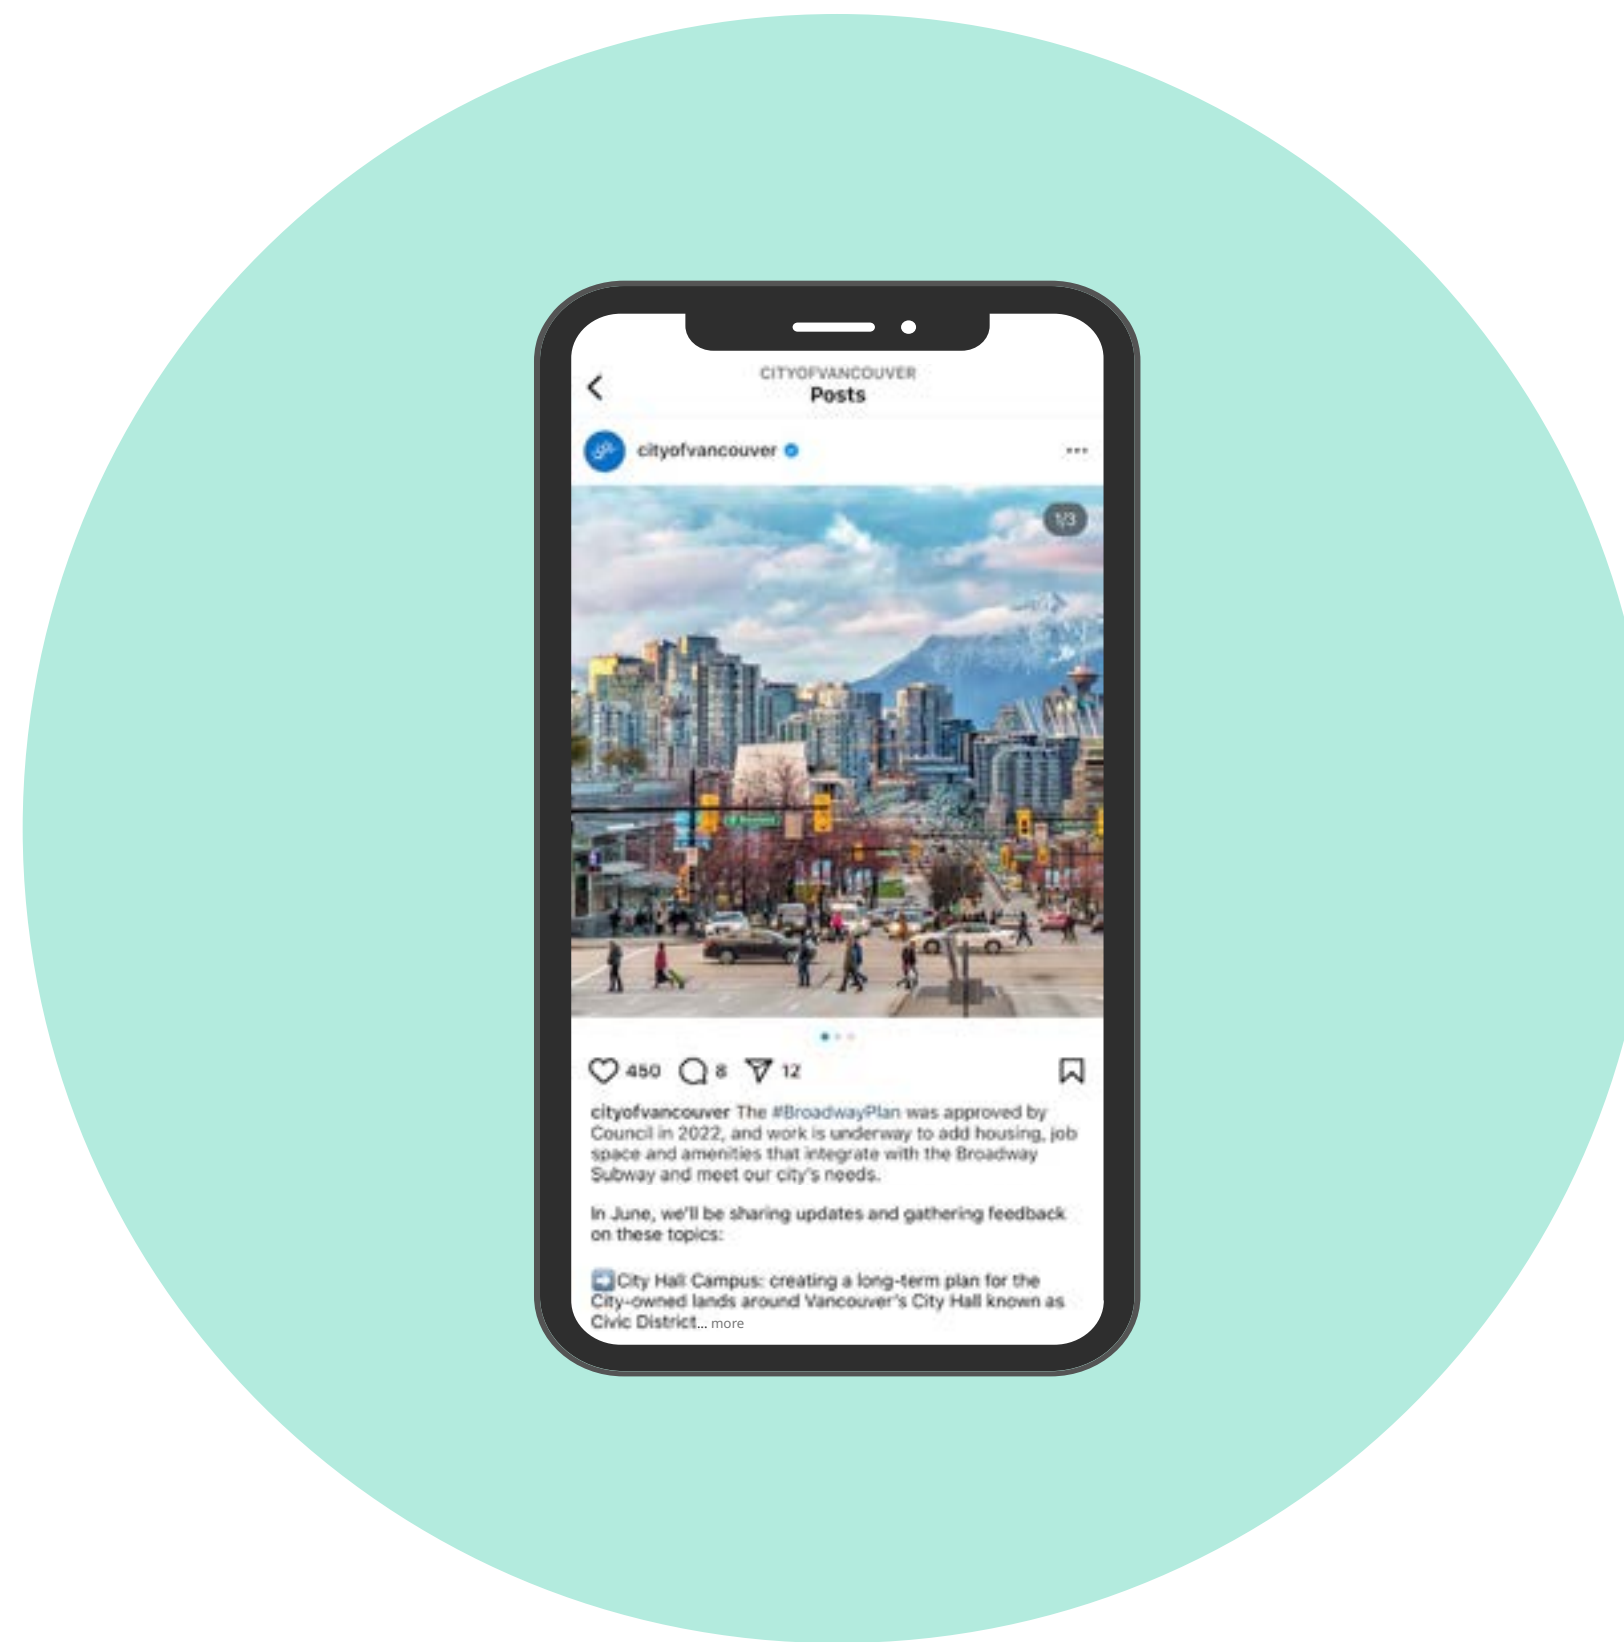 CITYOFVANCOUVER
Posts
cityofvancouver
1/3
450 8 12
cityofvancouver The #BroadwayPlan was approved by
Council in 2022, and work is underway to add housing, job
space and amenities that integrate with the Broadway
Subway and meet our city's needs.
In June, we'll be sharing updates and gathering feedback
on these topics:
➡️City Hall Campus: creating a long-term plan for the
City-owned lands around Vancouver's City Hall known as
Civic District... more